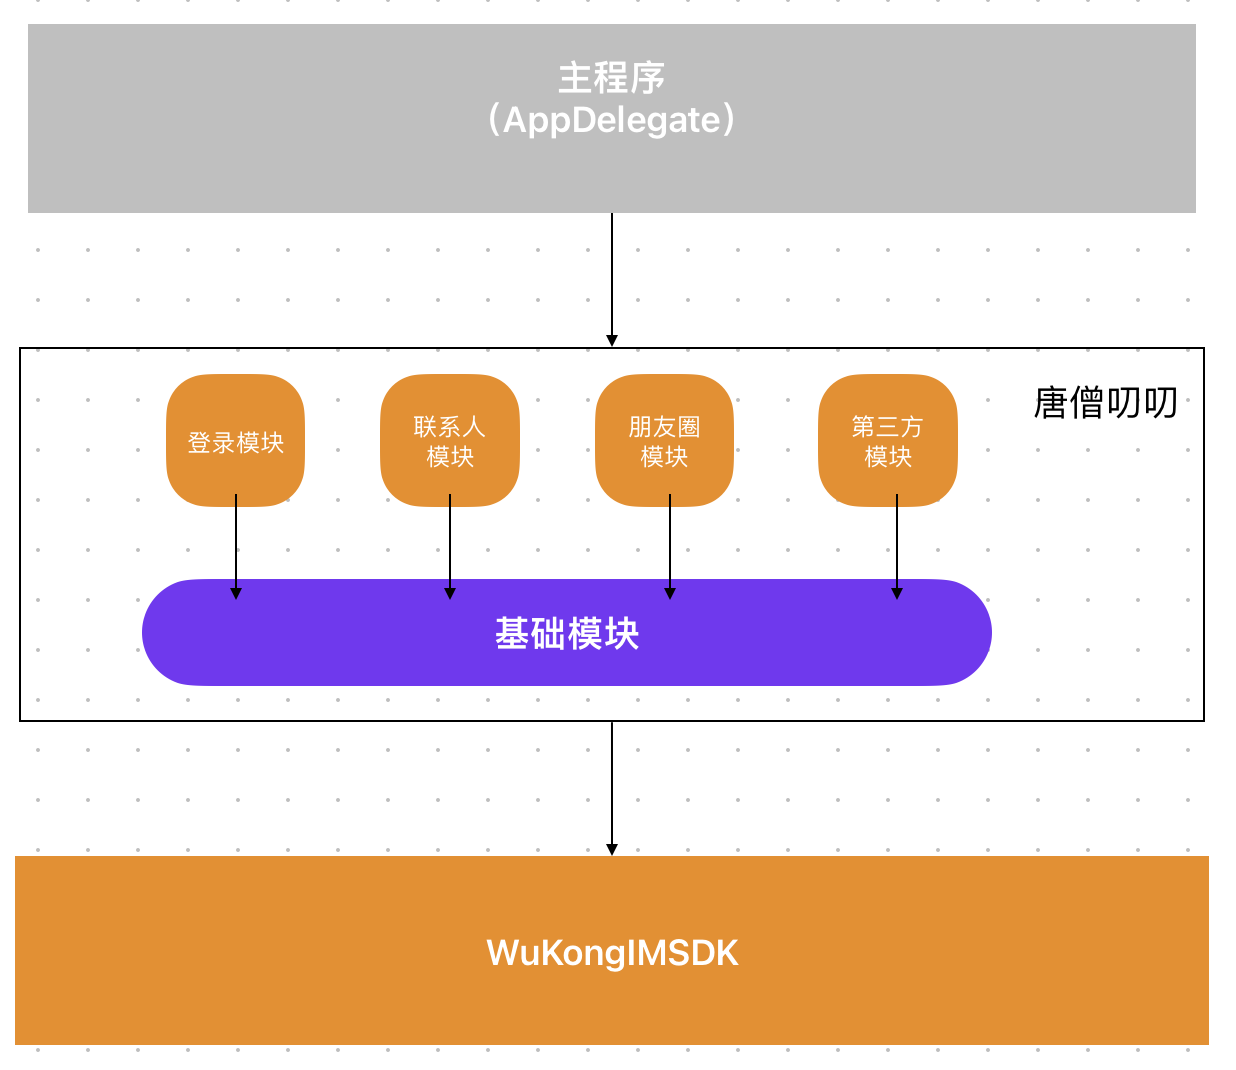 主程序
（AppDelegate）
唐僧叨叨
登录模块
联系人
模块
朋友圈
模块
第三方
模块
基础模块
WuKongIMSDK